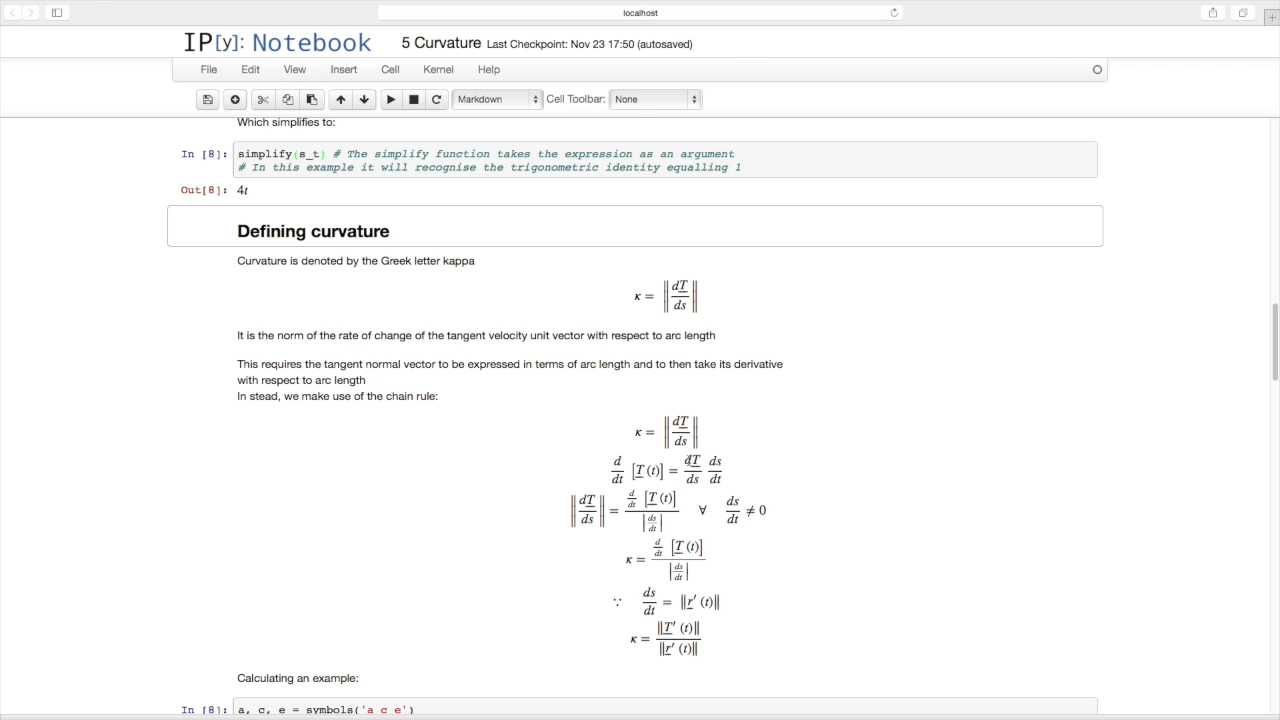 localhost
IP[y]: Notebook 5 Curvature Last Checkpoint: Nov 23 17:50 (autosaved)
File Edit View Insert Cell Kernel Help
Markdown Cell Toolbar: None
Which simplifies to:
In [8]: simplify(s_t) # The simplify function takes the expression as an argument
# In this example it will recognise the trigonometric identity equalling 1
Out[8]: 4t
Defining curvature
Curvature is denoted by the Greek letter kappa
κ = ‖dT/ds‖
It is the norm of the rate of change of the tangent velocity unit vector with respect to arc length
This requires the tangent normal vector to be expressed in terms of arc length and to then take its derivative
with respect to arc length
In stead, we make use of the chain rule:
κ = ‖dT/ds‖
d/dt [T(t)] = dT/ds ds/dt
‖dT/ds‖ = d/dt [T(t)] / |ds/dt| ∀ ds/dt ≠ 0
κ = d/dt [T(t)] / |ds/dt|
∵ ds/dt = ‖r′(t)‖
κ = ‖T′(t)‖ / ‖r′(t)‖
Calculating an example:
In [8]: a, c, e = symbols('a c e')